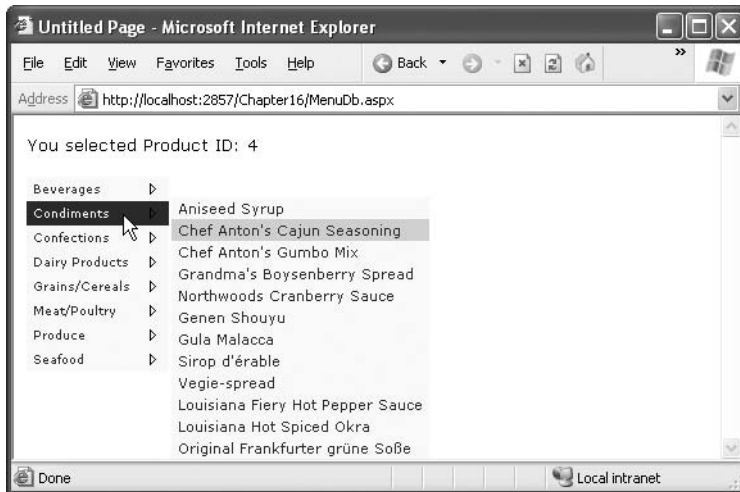 Untitled Page - Microsoft Internet Explorer
File Edit View Favorites Tools Help Back »
Address http://localhost:2857/Chapter16/MenuDb.aspx
You selected Product ID: 4
Beverages
Condiments
Confections
Dairy Products
Grains/Cereals
Meat/Poultry
Produce
Seafood
Aniseed Syrup
Chef Anton's Cajun Seasoning
Chef Anton's Gumbo Mix
Grandma's Boysenberry Spread
Northwoods Cranberry Sauce
Genen Shouyu
Gula Malacca
Sirop d'érable
Vegie-spread
Louisiana Fiery Hot Pepper Sauce
Louisiana Hot Spiced Okra
Original Frankfurter grüne Soße
Done Local intranet